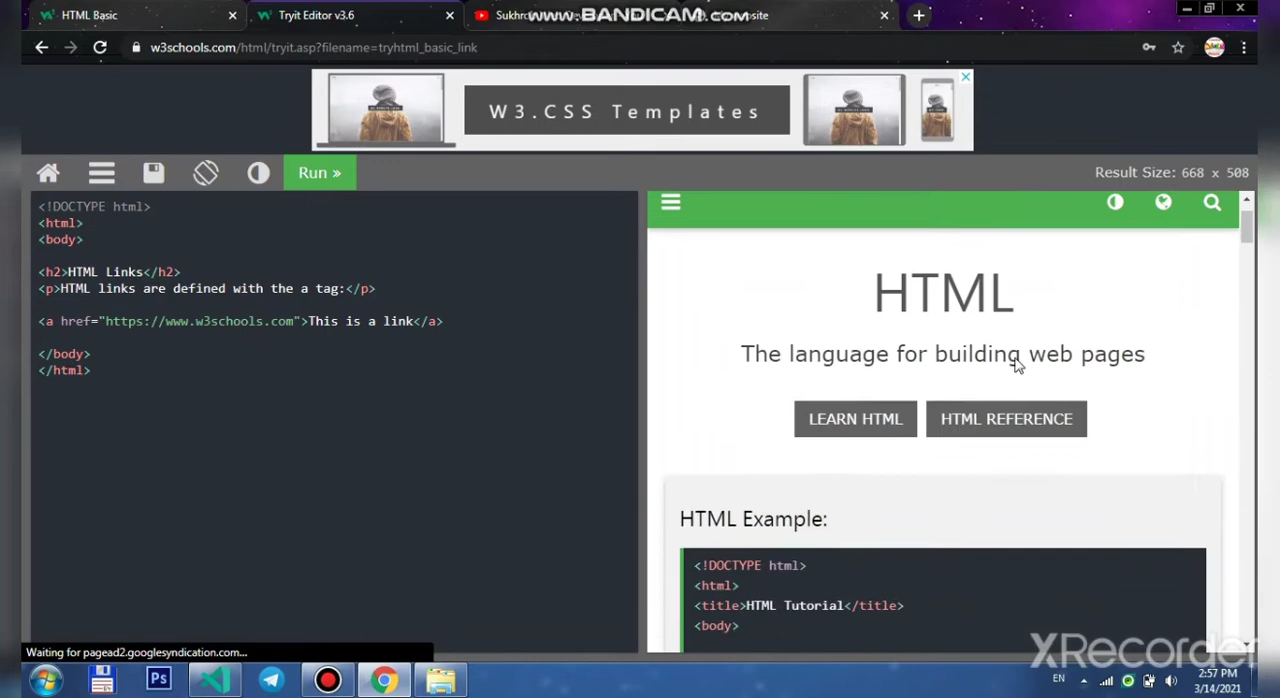 HTML Basic
Tryit Editor v3.6
Sukhro
www.BANDICAM.com
site
w3schools.com/html/tryit.asp?filename=tryhtml_basic_link
W3.CSS Templates
Run »
Result Size: 668 x 508
<!DOCTYPE html>
<html>
<body>
<h2>HTML Links</h2>
<p>HTML links are defined with the a tag:</p>
<a href="https://www.w3schools.com">This is a link</a>
</body>
</html>
HTML
The language for building web pages
LEARN HTML
HTML REFERENCE
HTML Example:
<!DOCTYPE html>
<html>
<title>HTML Tutorial</title>
<body>
Waiting for pagead2.googlesyndication.com...
XRecorder
Ps
EN
2:57 PM
3/14/2021